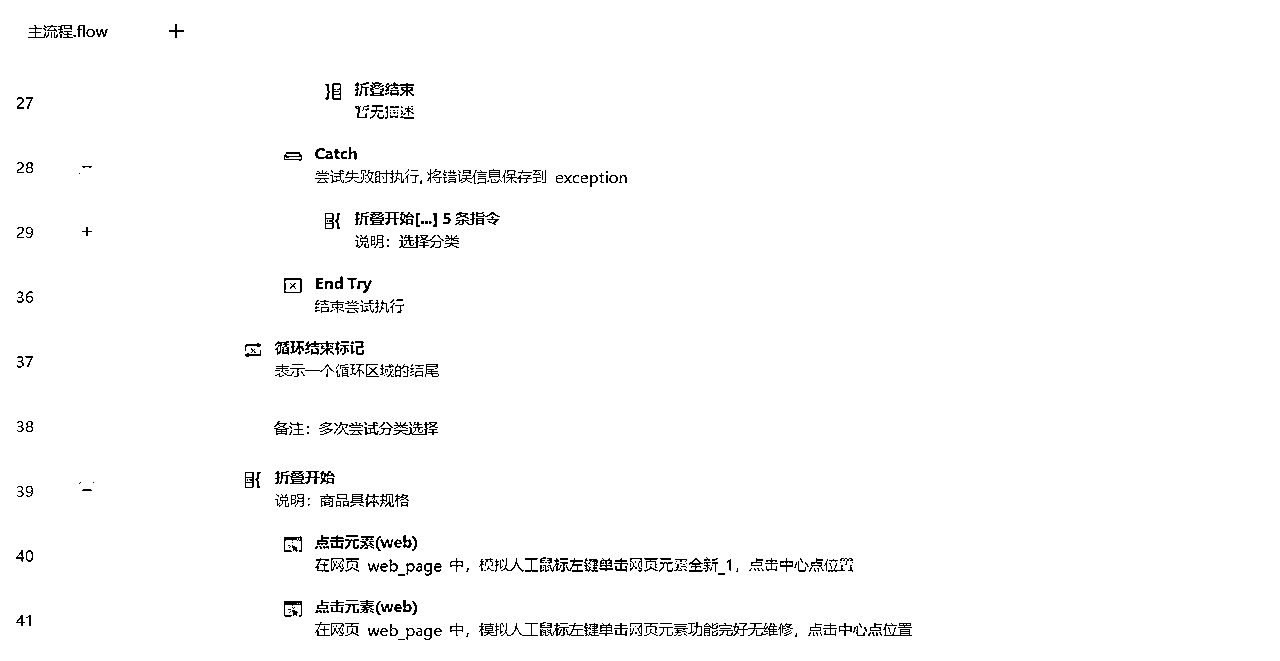 主流程.flow +
27
折叠结束
暂无描述
28 −
Catch
尝试失败时执行, 将错误信息保存到 exception
29 +
折叠开始[...] 5 条指令
说明：选择分类
36
End Try
结束尝试执行
37
循环结束标记
表示一个循环区域的结尾
38
备注：多次尝试分类选择
39 −
折叠开始
说明：商品具体规格
40
点击元素(web)
在网页 web_page 中，模拟人工鼠标左键单击网页元素全新_1，点击中心点位置
41
点击元素(web)
在网页 web_page 中，模拟人工鼠标左键单击网页元素功能完好无维修，点击中心点位置